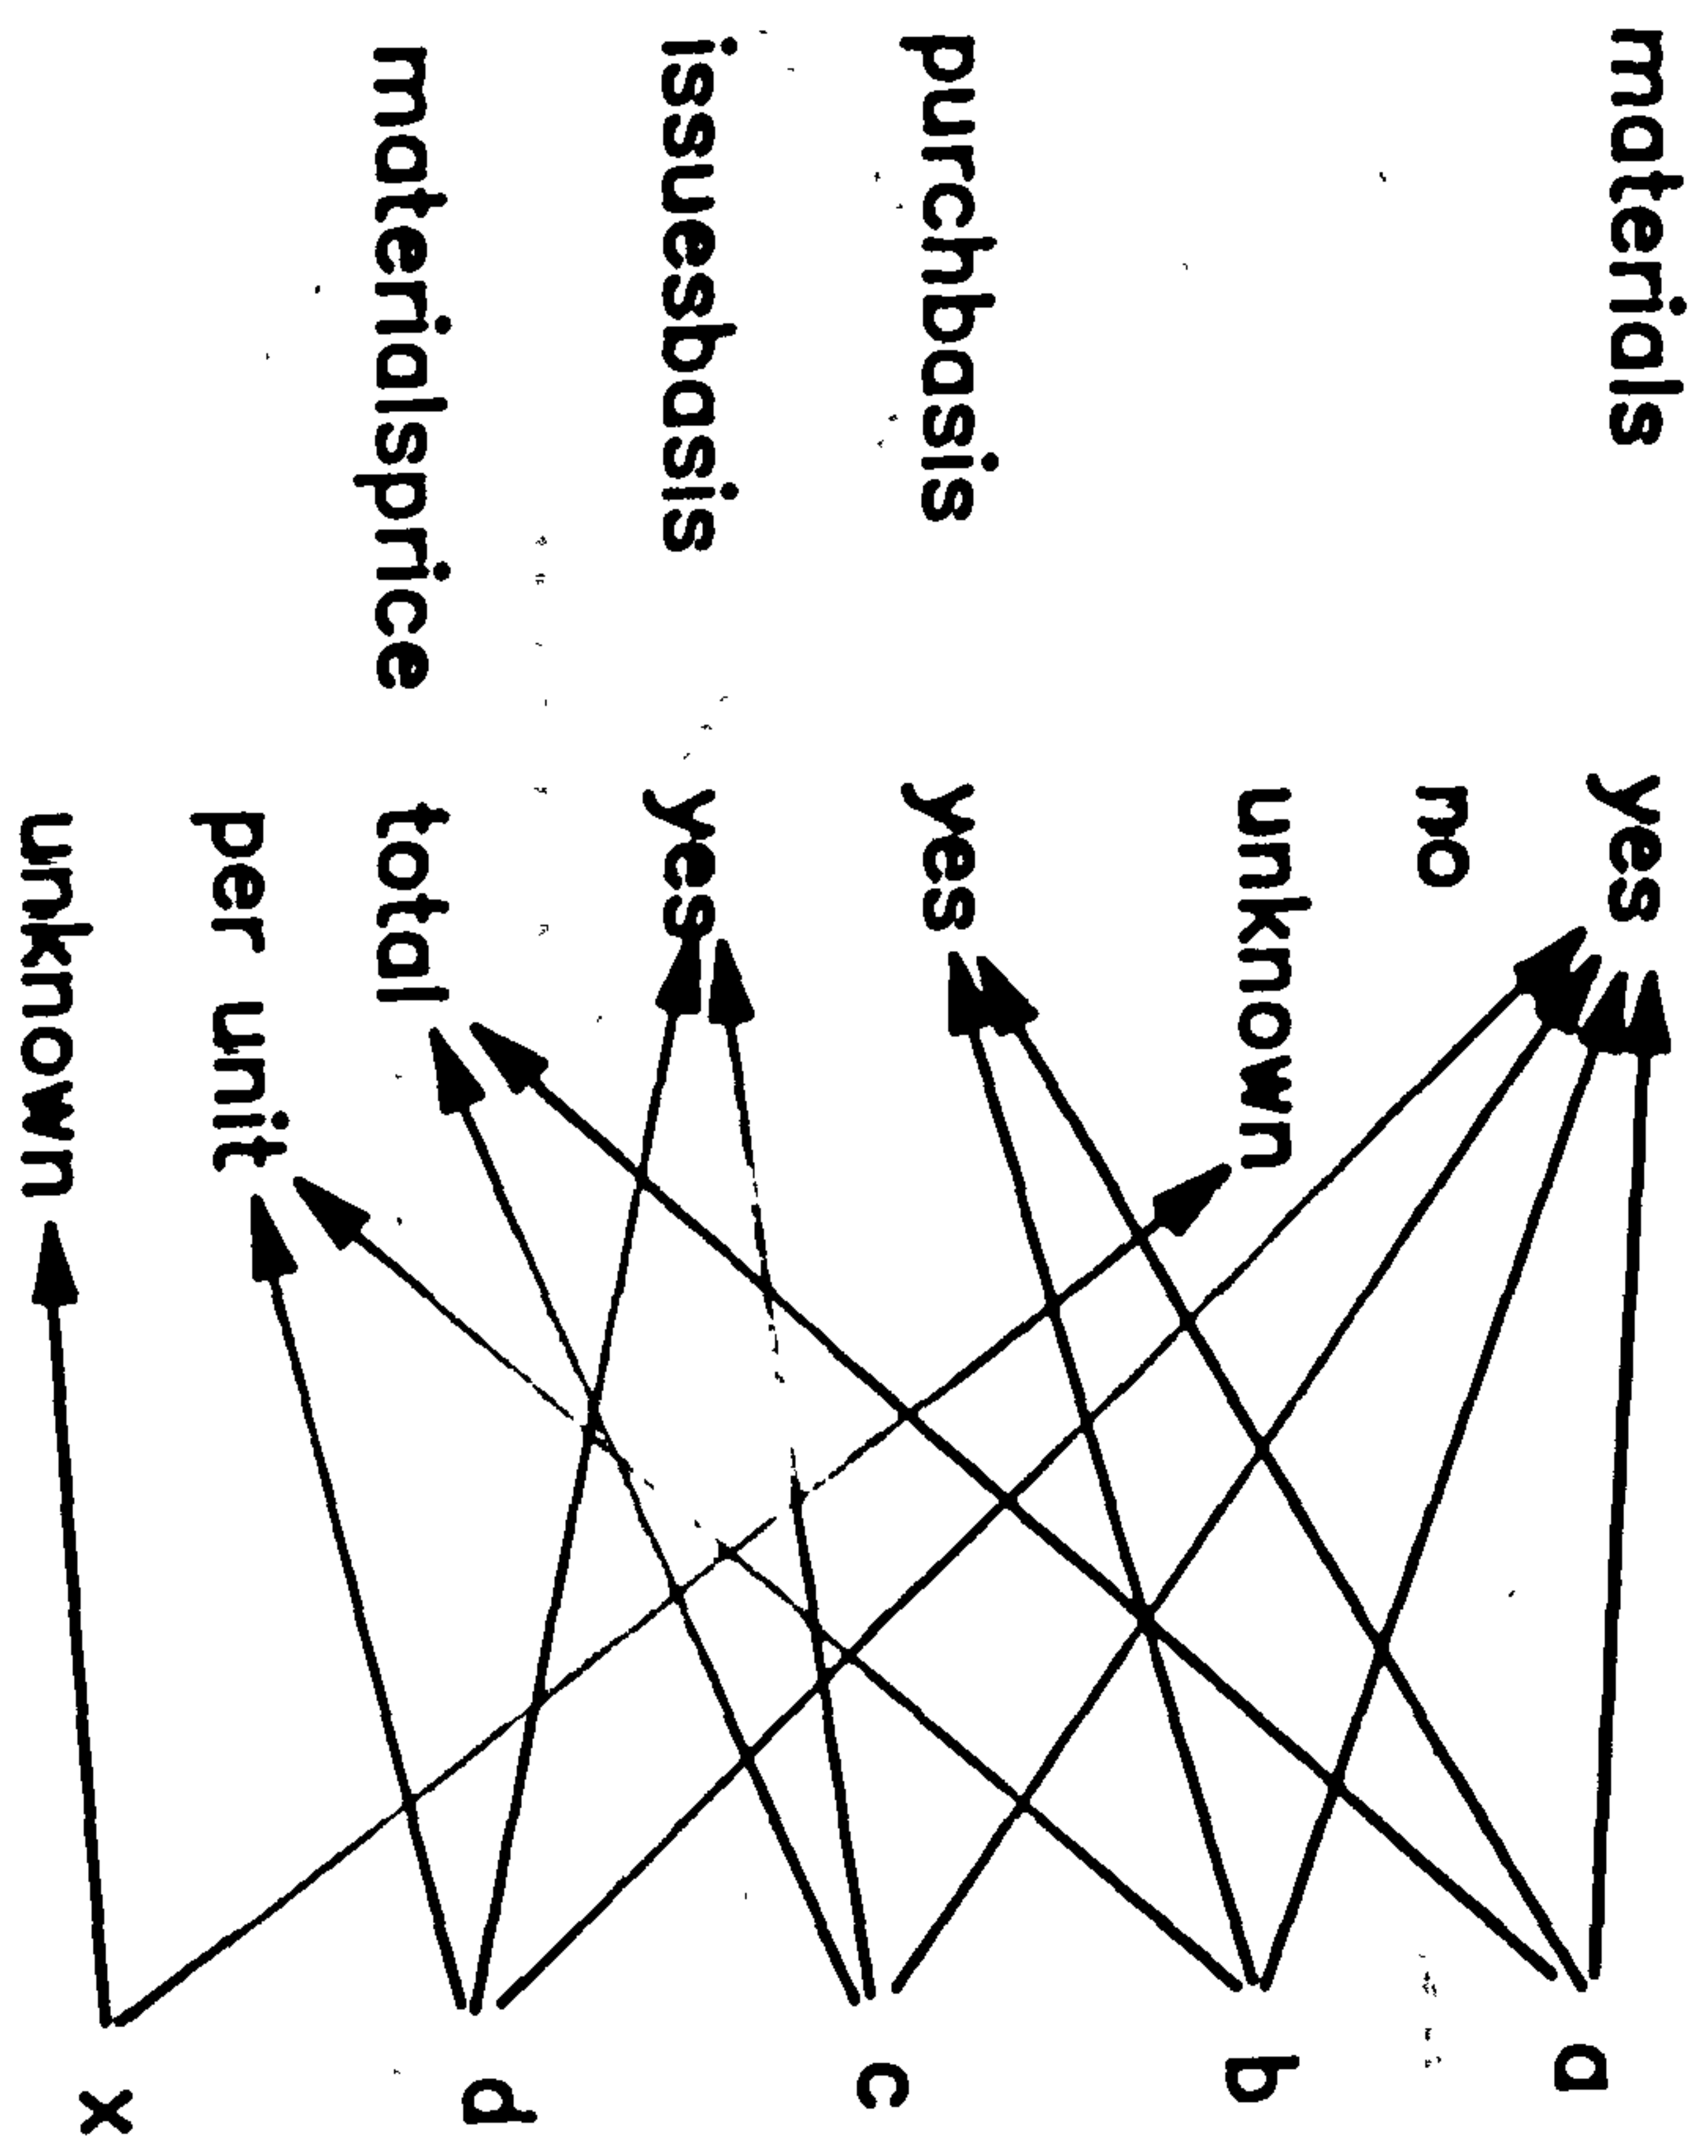 materials yes a
no
unknown b
purchbasis yes
c
issuesbasis yes
d
materialsprice total
per unit
x
unknown